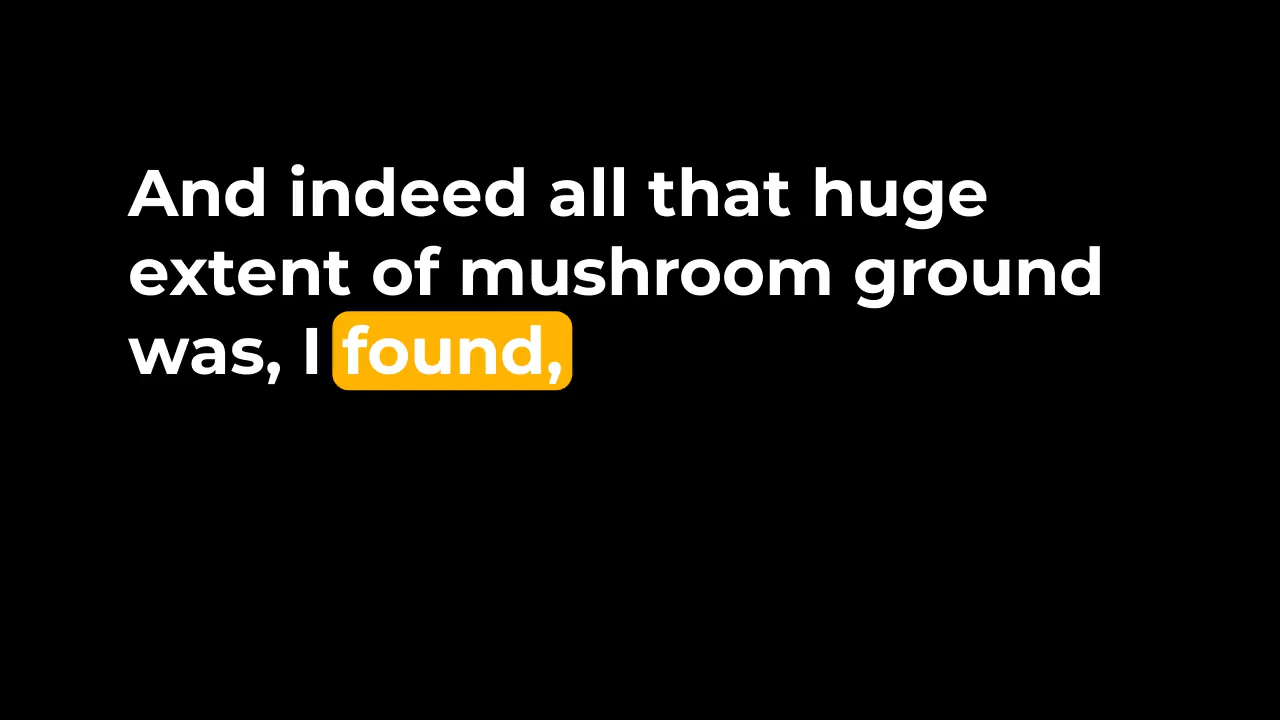 And indeed all that huge
extent of mushroom ground
was, I found,